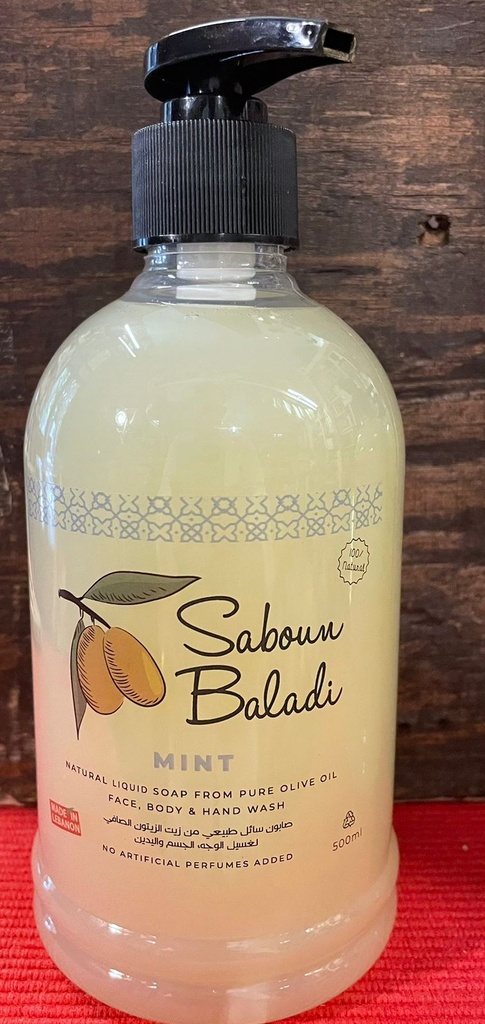 100%
Natural
Saboun
Baladi
MINT
NATURAL LIQUID SOAP FROM PURE OLIVE OIL
FACE, BODY & HAND WASH
MADE IN
LEBANON
صابون سائل طبيعي من زيت الزيتون الصافي
لغسيل الوجه، الجسم واليدين
NO ARTIFICIAL PERFUMES ADDED
500ml